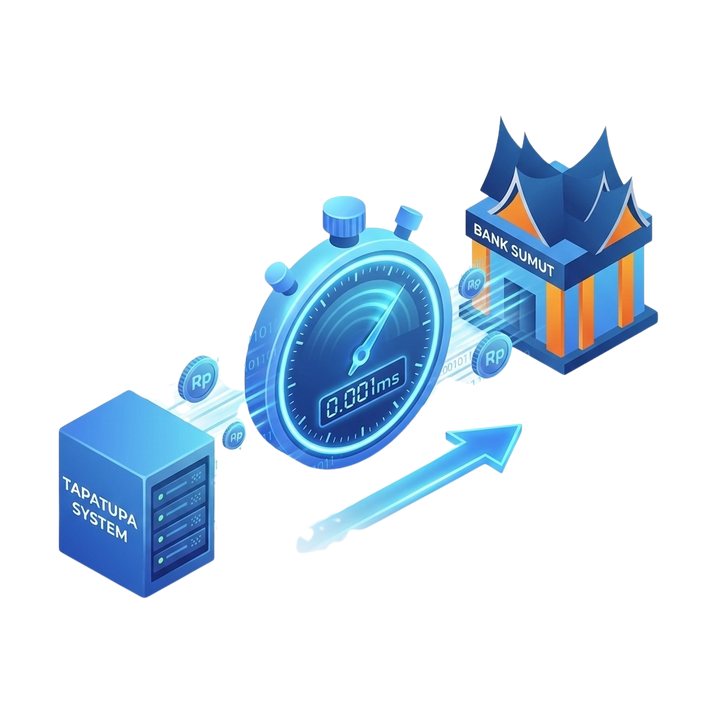 TAPATUPA
SYSTEM
Rp
Rp
0.001ms
Rp
Rp
BANK SUMUT